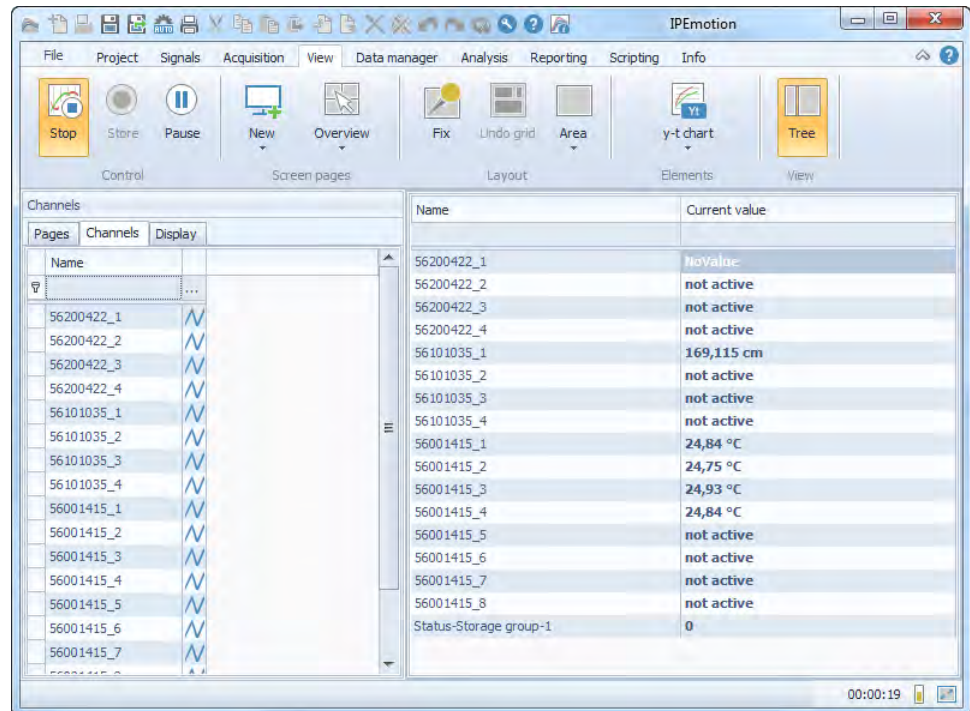 IPEmotion
File Project Signals Acquisition View Data manager Analysis Reporting Scripting Info
Stop Store Pause New Overview Fix Undo grid Area y-t chart Tree
Yt
Control Screen pages Layout Elements View
Channels
Pages Channels Display
Name
...
56200422_1
56200422_2
56200422_3
56200422_4
56101035_1
56101035_2
56101035_3
56101035_4
56001415_1
56001415_2
56001415_3
56001415_4
56001415_5
56001415_6
56001415_7
Name Current value
56200422_1 NoValue
56200422_2 not active
56200422_3 not active
56200422_4 not active
56101035_1 169,115 cm
56101035_2 not active
56101035_3 not active
56101035_4 not active
56001415_1 24,84 °C
56001415_2 24,75 °C
56001415_3 24,93 °C
56001415_4 24,84 °C
56001415_5 not active
56001415_6 not active
56001415_7 not active
56001415_8 not active
Status-Storage group-1 0
00:00:19